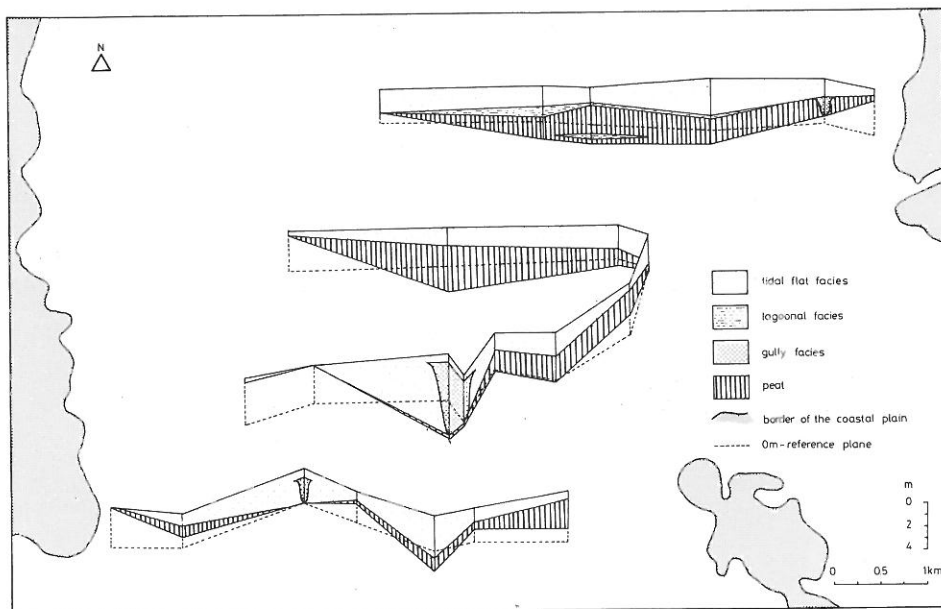 N
tidal flat facies
lagoonal facies
gully facies
peat
border of the coastal plain
0m-reference plane
m
0
2
4
0 0.5 1km